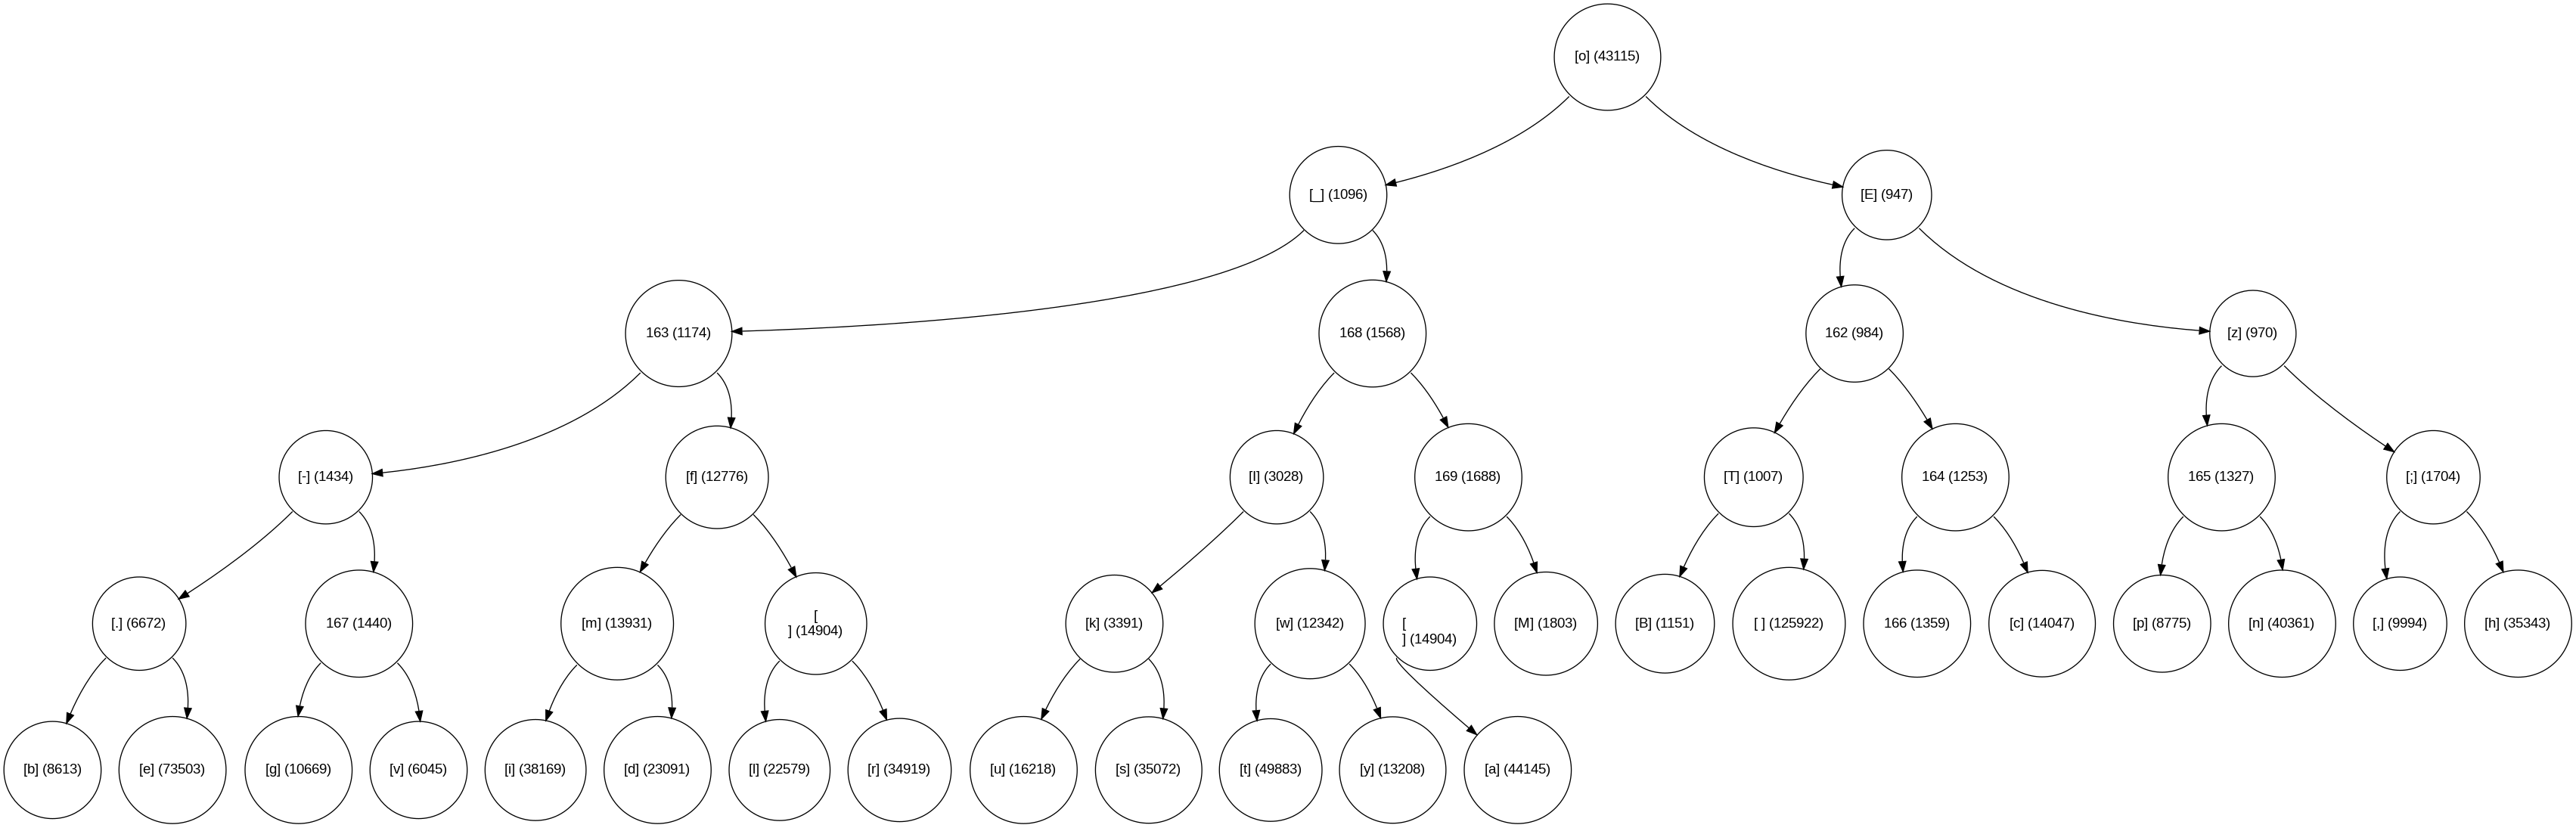 [o] (43115)
[_] (1096)
[E] (947)
163 (1174)
168 (1568)
162 (984)
[z] (970)
[-] (1434)
[f] (12776)
[I] (3028)
169 (1688)
[T] (1007)
164 (1253)
165 (1327)
[;] (1704)
[.] (6672)
167 (1440)
[m] (13931)
[
] (14904)
[k] (3391)
[w] (12342)
[
] (14904)
[M] (1803)
[B] (1151)
[ ] (125922)
166 (1359)
[c] (14047)
[p] (8775)
[n] (40361)
[,] (9994)
[h] (35343)
[b] (8613)
[e] (73503)
[g] (10669)
[v] (6045)
[i] (38169)
[d] (23091)
[l] (22579)
[r] (34919)
[u] (16218)
[s] (35072)
[t] (49883)
[y] (13208)
[a] (44145)